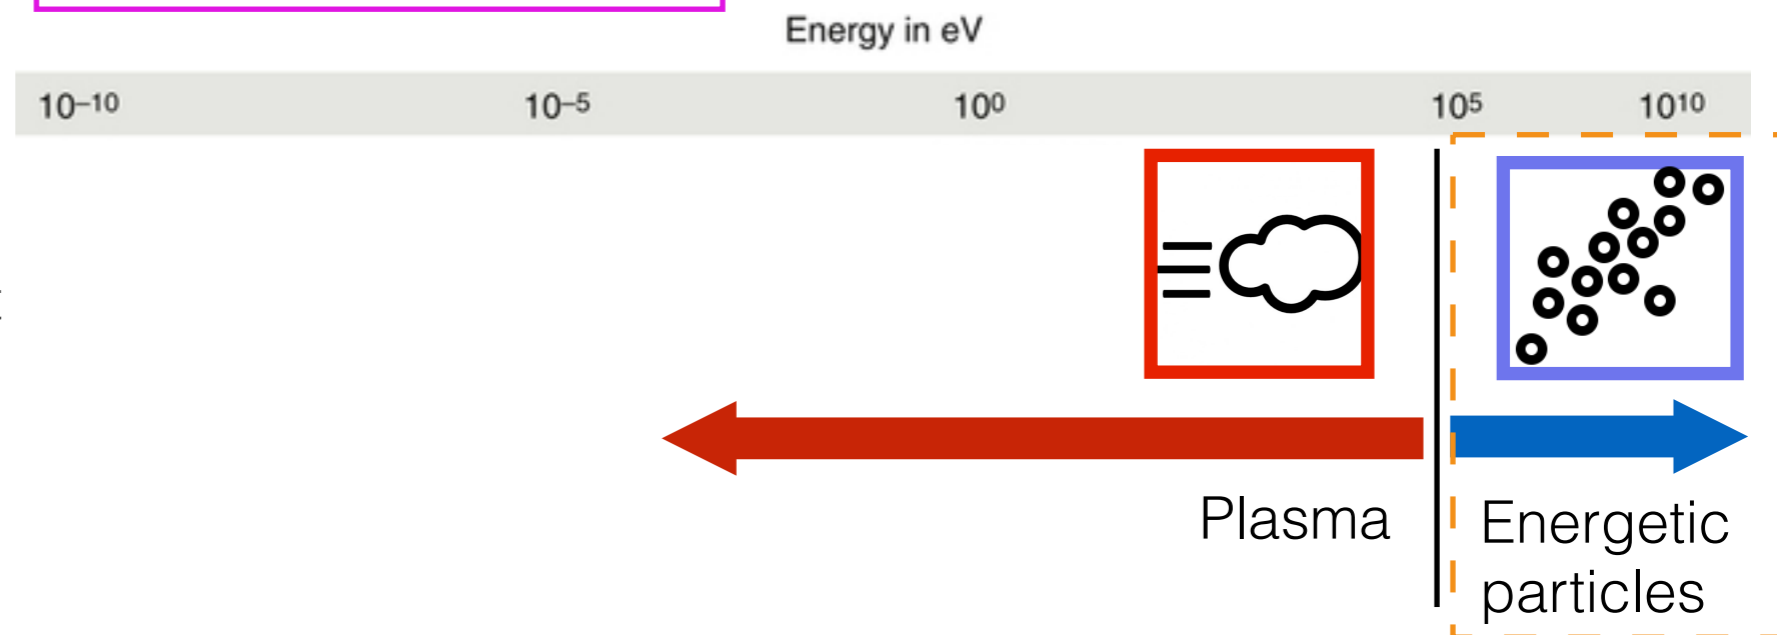 Energy in eV
10⁻¹⁰ 10⁻⁵ 10⁰ 10⁵ 10¹⁰
Plasma
Energetic
particles